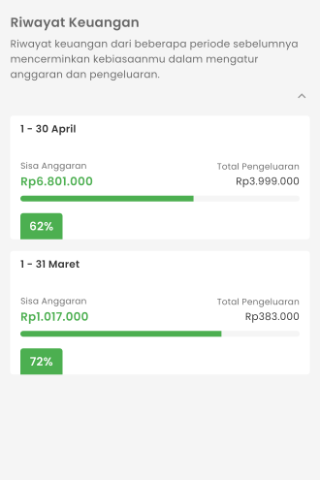 Riwayat Keuangan
Riwayat keuangan dari beberapa periode sebelumnya
mencerminkan kebiasaanmu dalam mengatur
anggaran dan pengeluaran.
1 - 30 April
Sisa Anggaran
Total Pengeluaran
Rp6.801.000
Rp3.999.000
62%
1 - 31 Maret
Sisa Anggaran
Total Pengeluaran
Rp1.017.000
Rp383.000
72%